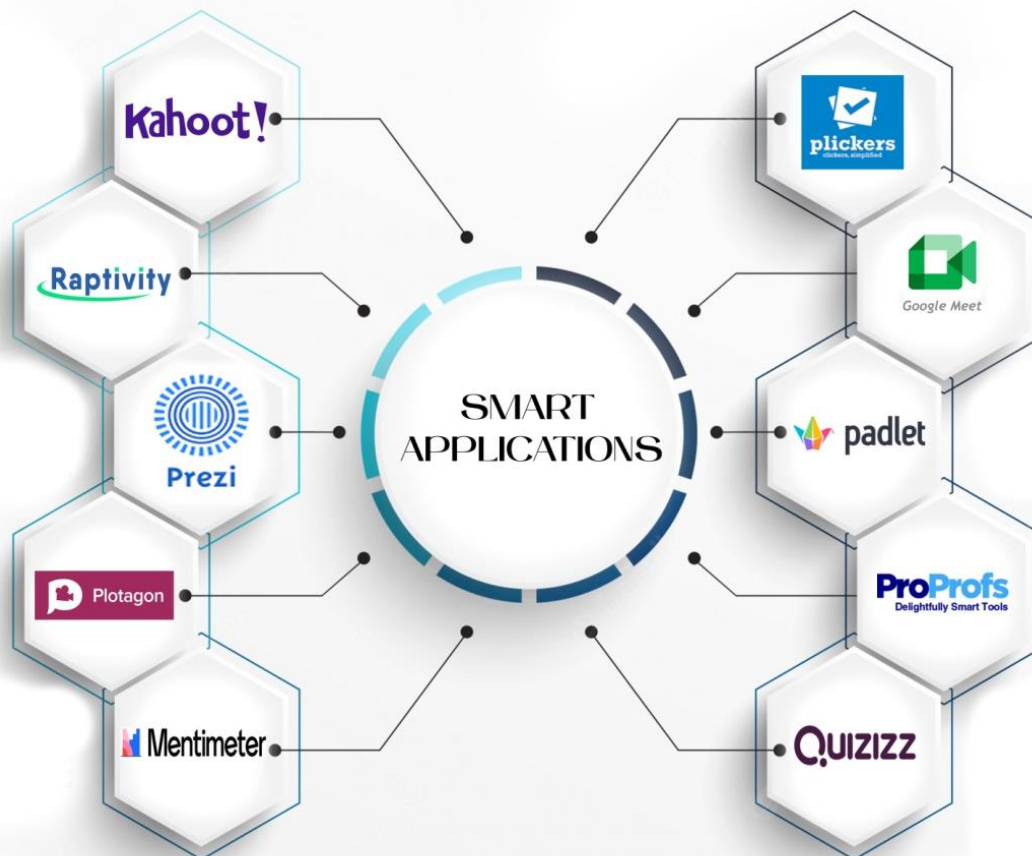 Kahoot!
Raptivity
Prezi
Plotagon
Mentimeter
SMART
APPLICATIONS
plickers
clickers, simplified
Google Meet
padlet
ProProfs
Delightfully Smart Tools
Quizizz